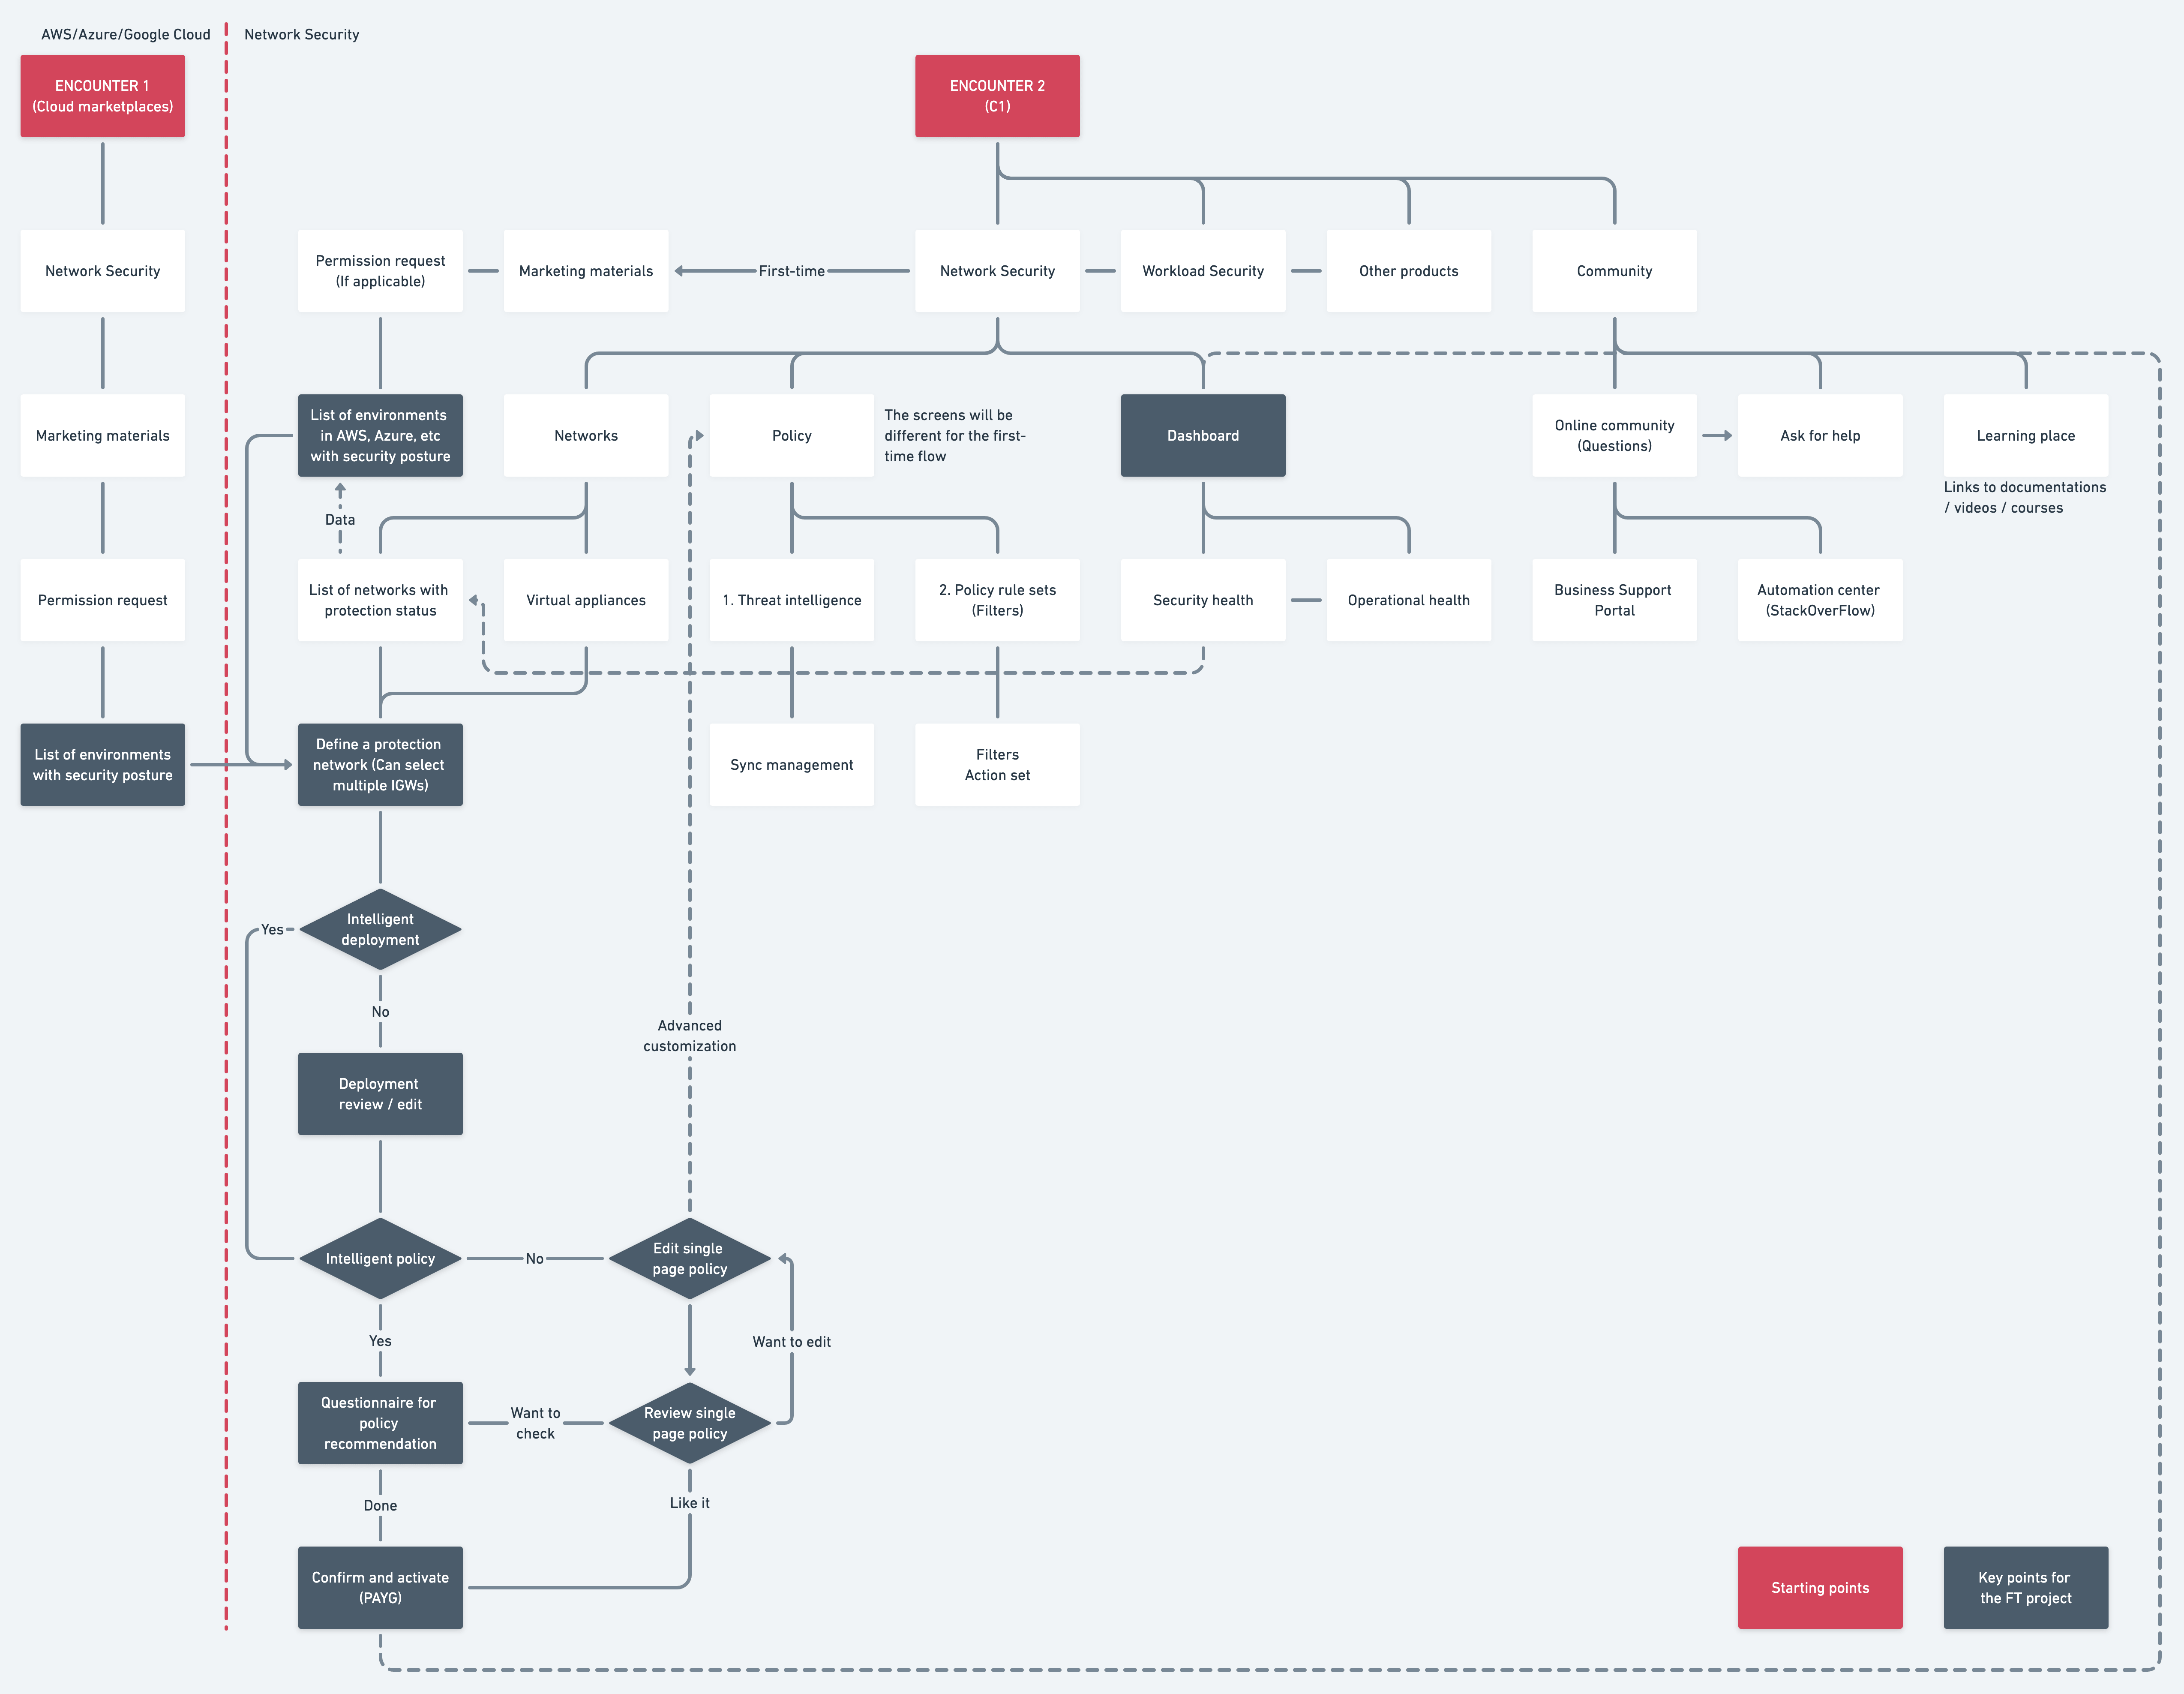 AWS/Azure/Google Cloud
Network Security
ENCOUNTER 1
(Cloud marketplaces)
ENCOUNTER 2
(C1)
Network Security
Permission request
(If applicable)
Marketing materials
First-time
Network Security
Workload Security
Other products
Community
Marketing materials
List of environments
in AWS, Azure, etc
with security posture
Networks
Policy
The screens will be
different for the first-
time flow
Dashboard
Online community
(Questions)
Ask for help
Learning place
Links to documentations
/ videos / courses
Data
Permission request
List of networks with
protection status
Virtual appliances
1. Threat intelligence
2. Policy rule sets
(Filters)
Security health
Operational health
Business Support
Portal
Automation center
(StackOverFlow)
List of environments
with security posture
Define a protection
network (Can select
multiple IGWs)
Sync management
Filters
Action set
Yes
Intelligent
deployment
No
Advanced
customization
Deployment
review / edit
Intelligent policy
No
Edit single
page policy
Yes
Want to edit
Questionnaire for
policy
recommendation
Want to
check
Review single
page policy
Done
Like it
Confirm and activate
(PAYG)
Starting points
Key points for
the FT project